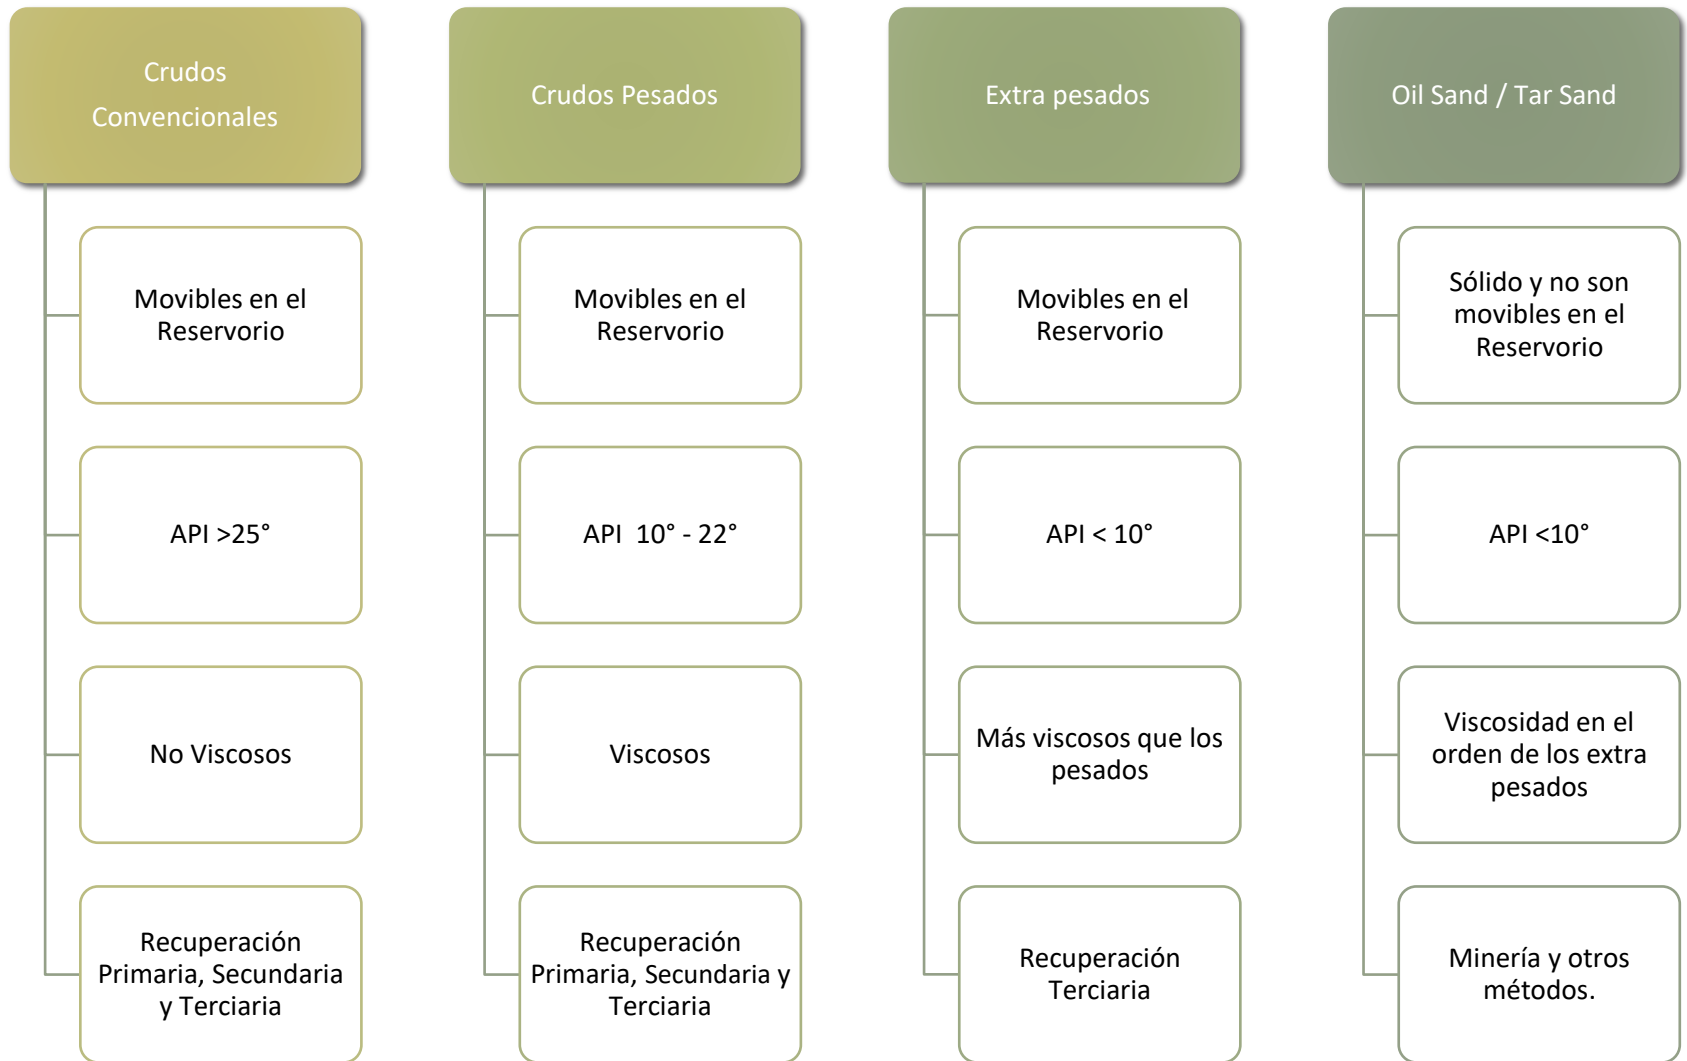 Crudos
Convencionales
Movibles en el
Reservorio
API >25°
No Viscosos
Recuperación
Primaria, Secundaria
y Terciaria
Crudos Pesados
Movibles en el
Reservorio
API 10° - 22°
Viscosos
Recuperación
Primaria, Secundaria y
Terciaria
Extra pesados
Movibles en el
Reservorio
API < 10°
Más viscosos que los
pesados
Recuperación
Terciaria
Oil Sand / Tar Sand
Sólido y no son
movibles en el
Reservorio
API <10°
Viscosidad en el
orden de los extra
pesados
Minería y otros
métodos.